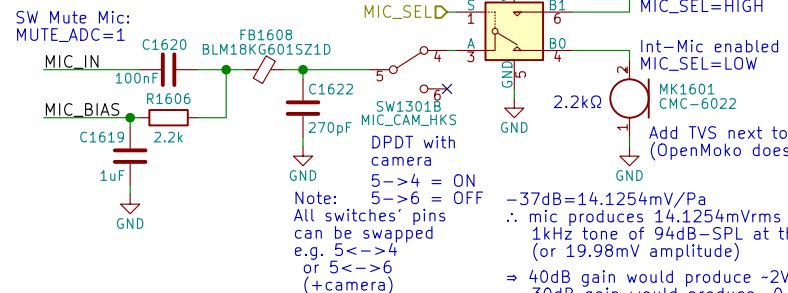 SW Mute Mic:
MUTE_ADC=1
MIC_IN
C1620
100nF
FB1608
BLM18KG601SZ1D
MIC_BIAS
R1606
2.2k
C1619
1uF
GND
C1622
270pF
GND
5
4
6
SW1301B
MIC_CAM_HKS
DPDT with
camera
5->4 = ON
5->6 = OFF
Note:
All switches' pins
can be swapped
e.g. 5<->4
or 5<->6
(+camera)
MIC_SEL
S
1
A
3
B1
6
B0
4
GND
5
GND
MIC_SEL=HIGH
Int-Mic enabled
MIC_SEL=LOW
2
2.2kΩ
MK1601
CMC-6022
1
GND
Add TVS next to
(OpenMoko does
-37dB=14.1254mV/Pa
∴ mic produces 14.1254mVrms
1kHz tone of 94dB-SPL at th
(or 19.98mV amplitude)
⇒ 40dB gain would produce ~2V